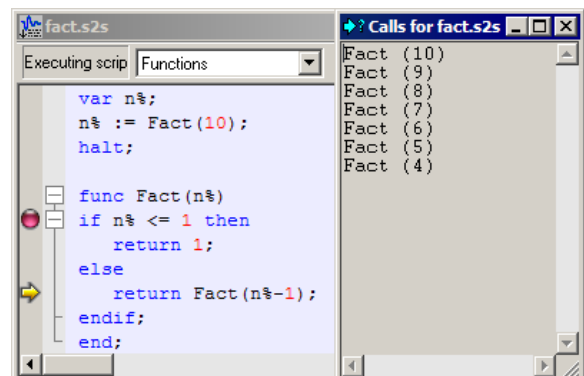 fact.s2s
Executing scrip Functions
var n%;
n% := Fact(10);
halt;
func Fact(n%)
if n% <= 1 then
return 1;
else
return Fact(n%-1);
endif;
end;
? Calls for fact.s2s
Fact (10)
Fact (9)
Fact (8)
Fact (7)
Fact (6)
Fact (5)
Fact (4)